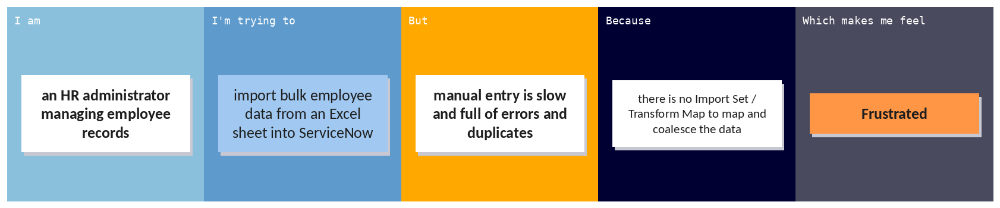 I am
an HR administrator
managing employee
records
I'm trying to
import bulk employee
data from an Excel
sheet into ServiceNow
But
manual entry is slow
and full of errors and
duplicates
Because
there is no Import Set /
Transform Map to map and
coalesce the data
Which makes me feel
Frustrated